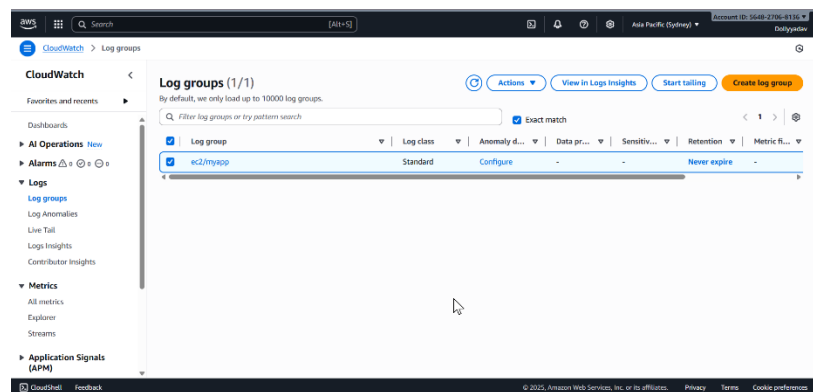 aws
Search
[Alt+S]
Asia Pacific (Sydney)
Account ID: 5640-2706-8136
Dollyyadav
CloudWatch > Log groups
CloudWatch
Favorites and recents
Dashboards
AI Operations New
Alarms 0 0 0
Logs
Log groups
Log Anomalies
Live Tail
Logs Insights
Contributor Insights
Metrics
All metrics
Explorer
Streams
Application Signals
(APM)
Log groups (1/1)
By default, we only load up to 10000 log groups.
Actions
View in Logs Insights
Start tailing
Create log group
Filter log groups or try pattern search
Exact match
1
Log group Log class Anomaly d... Data pr... Sensitiv... Retention Metric fi...
ec2/myapp Standard Configure - - Never expire -
CloudShell Feedback © 2025, Amazon Web Services, Inc. or its affiliates. Privacy Terms Cookie preferences